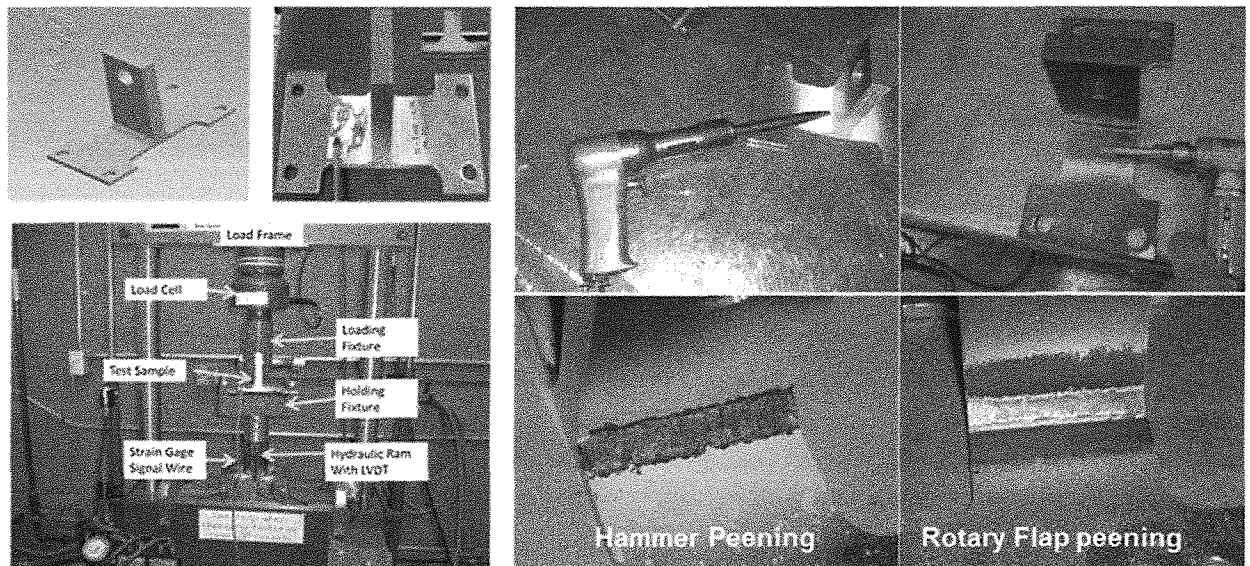 Load Frame
Load Cell
Loading
Fixture
Test Sample
Holding
Fixture
Strain Gage
Signal Wire
Hydraulic Ram
With LVDT
Hammer Peening
Rotary Flap peening